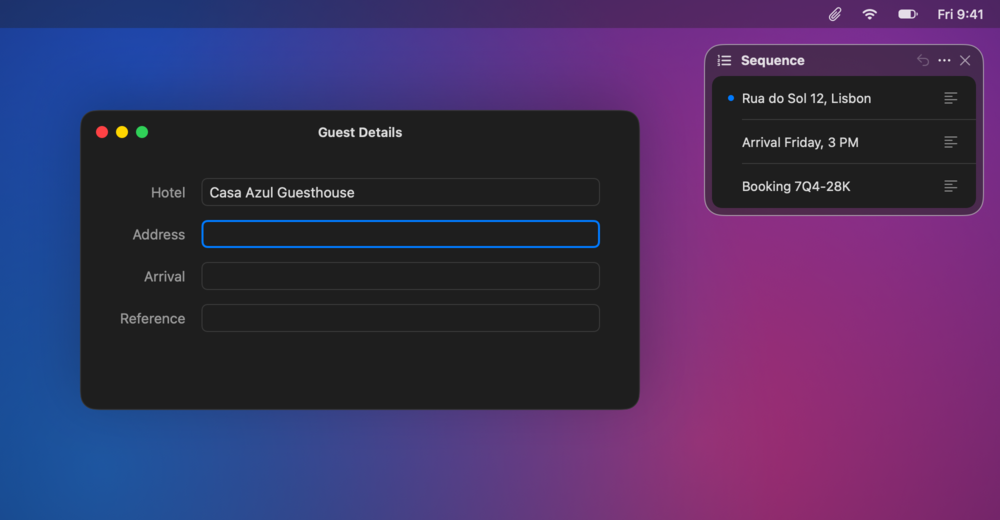 Fri 9:41
Sequence
Rua do Sol 12, Lisbon
Arrival Friday, 3 PM
Booking 7Q4-28K
Guest Details
Hotel Casa Azul Guesthouse
Address
Arrival
Reference